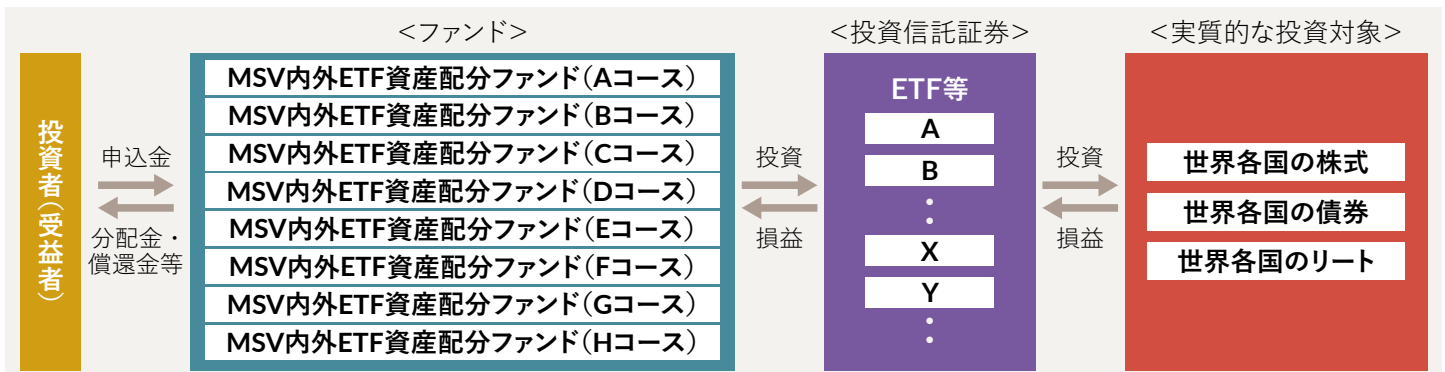 <ファンド>
<投資信託証券>
<実質的な投資対象>
投資者(受益者)
申込金
分配金・
償還金等
MSV内外ETF資産配分ファンド(Aコース)
MSV内外ETF資産配分ファンド(Bコース)
MSV内外ETF資産配分ファンド(Cコース)
MSV内外ETF資産配分ファンド(Dコース)
MSV内外ETF資産配分ファンド(Eコース)
MSV内外ETF資産配分ファンド(Fコース)
MSV内外ETF資産配分ファンド(Gコース)
MSV内外ETF資産配分ファンド(Hコース)
投資
損益
ETF等
A
B
・
・
X
Y
・
・
投資
損益
世界各国の株式
世界各国の債券
世界各国のリート